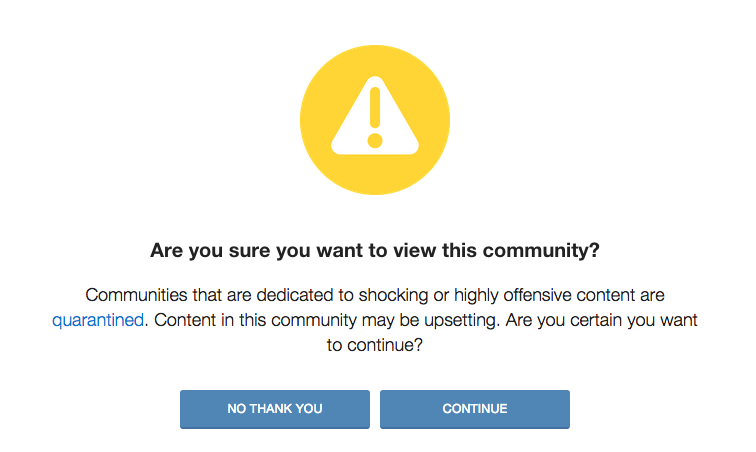 Are you sure you want to view this community?
Communities that are dedicated to shocking or highly offensive content are
quarantined. Content in this community may be upsetting. Are you certain you want
to continue?
NO THANK YOU
CONTINUE